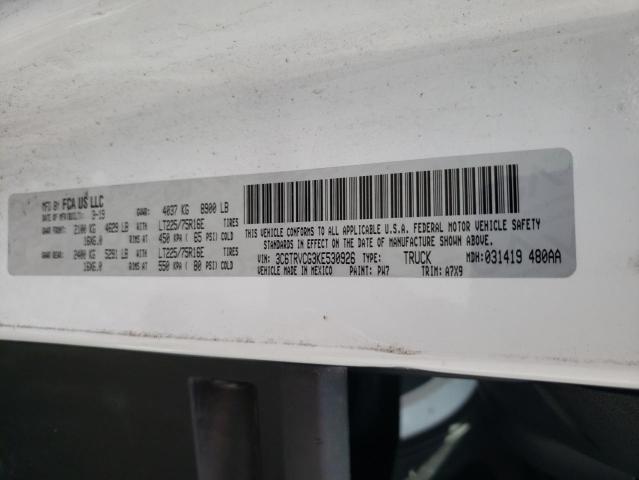 MFD BY FCA US LLC
DATE OF MFR/BUILT: 3-19 GVWR: 4037 KG 8900 LB
GAWR FRONT: 2100 KG 4629 LB WITH LT225/75R16E TIRES
16X6.0 RIMS AT 450 KPA ( 65 PSI) COLD
GAWR REAR: 2400 KG 5291 LB WITH LT225/75R16E TIRES
16X6.0 RIMS AT 550 KPA ( 80 PSI) COLD
THIS VEHICLE CONFORMS TO ALL APPLICABLE U.S.A. FEDERAL MOTOR VEHICLE SAFETY
STANDARDS IN EFFECT ON THE DATE OF MANUFACTURE SHOWN ABOVE.
VIN: 3C6TRVCG3KE530926 TYPE: TRUCK MDH: 031419 480AA
MADE IN MEXICO PAINT: PW7 TRIM: A7X9